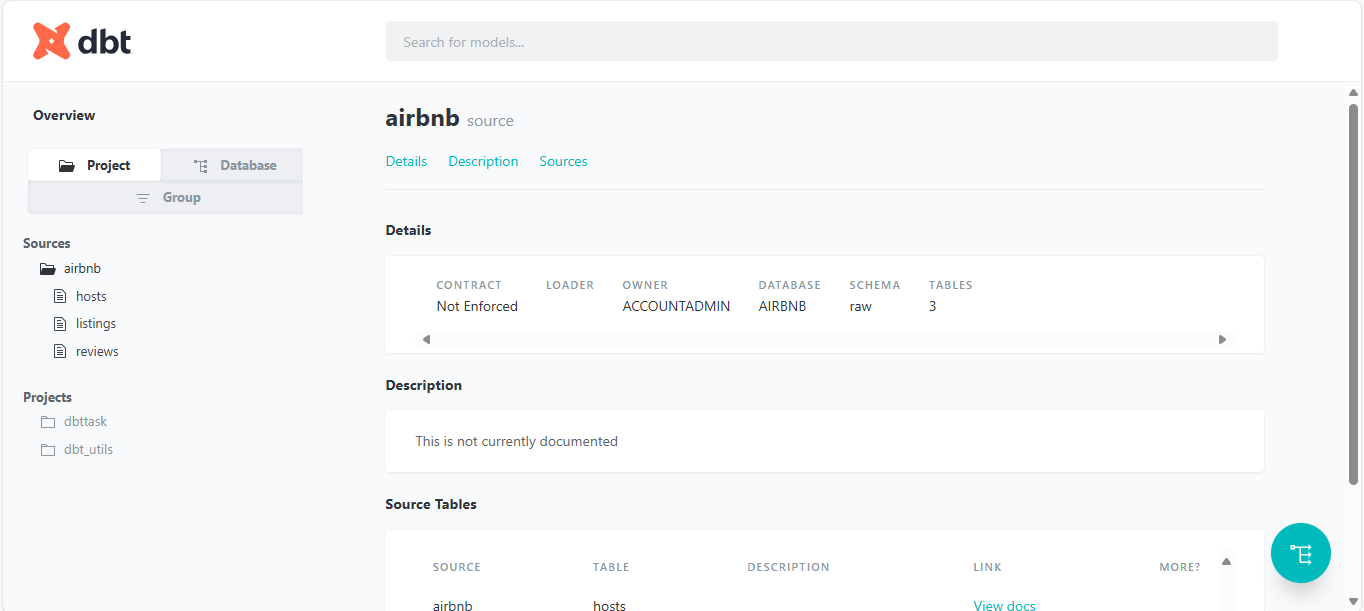 dbt
Search for models...
Overview
Project
Database
Group
Sources
airbnb
hosts
listings
reviews
Projects
dbttask
dbt_utils
airbnb source
Details Description Sources
Details
CONTRACT LOADER OWNER DATABASE SCHEMA TABLES
Not Enforced ACCOUNTADMIN AIRBNB raw 3
Description
This is not currently documented
Source Tables
SOURCE TABLE DESCRIPTION LINK MORE?
airbnb hosts View docs